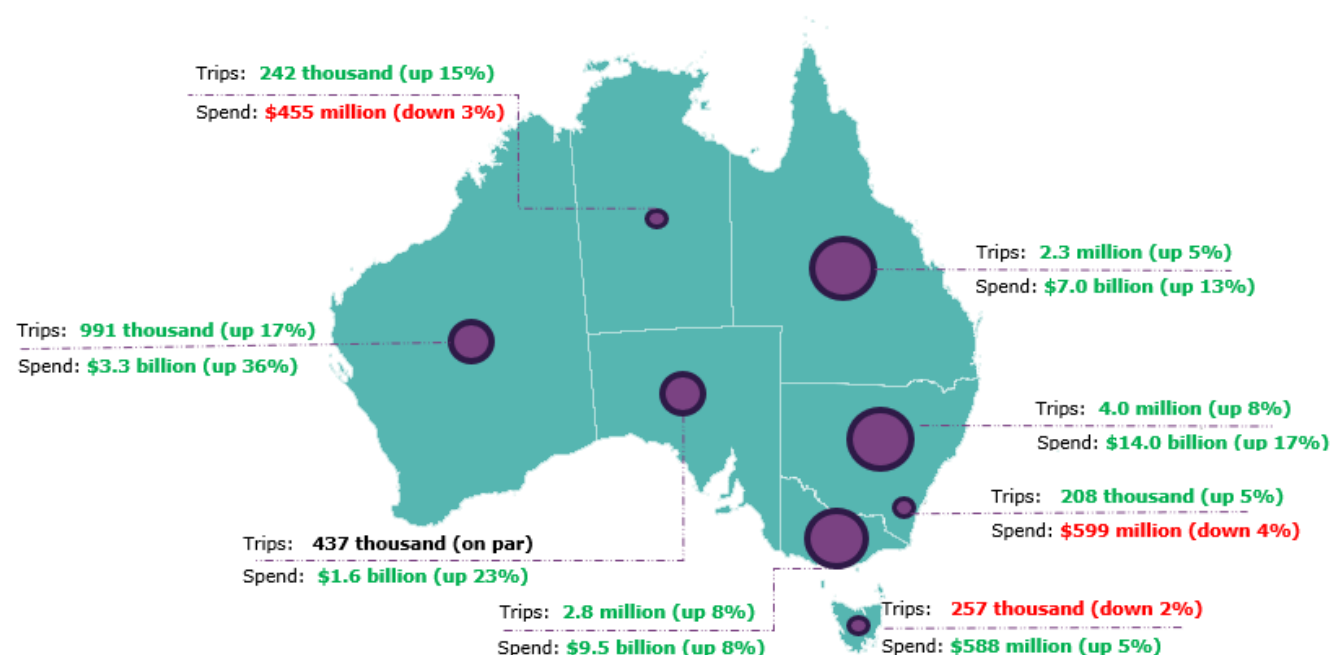 Trips: 242 thousand (up 15%)
Spend: $455 million (down 3%)
Trips: 2.3 million (up 5%)
Spend: $7.0 billion (up 13%)
Trips: 991 thousand (up 17%)
Spend: $3.3 billion (up 36%)
Trips: 4.0 million (up 8%)
Spend: $14.0 billion (up 17%)
Trips: 208 thousand (up 5%)
Spend: $599 million (down 4%)
Trips: 437 thousand (on par)
Spend: $1.6 billion (up 23%)
Trips: 2.8 million (up 8%)
Spend: $9.5 billion (up 8%)
Trips: 257 thousand (down 2%)
Spend: $588 million (up 5%)